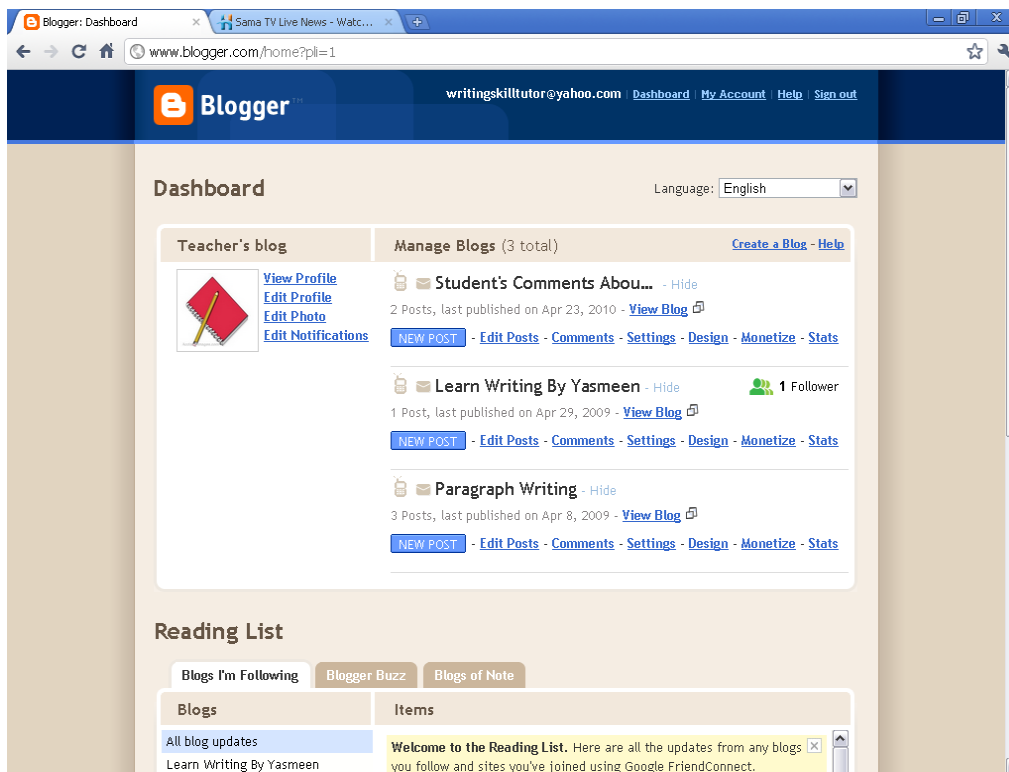 Blogger: Dashboard
Sama TV Live News - Watc...
www.blogger.com/home?pli=1
Blogger™
writingskilltutor@yahoo.com | Dashboard | My Account | Help | Sign out
Dashboard
Language: English
Teacher's blog
View Profile
Edit Profile
Edit Photo
Edit Notifications
Manage Blogs (3 total)
Create a Blog - Help
Student's Comments Abou... - Hide
2 Posts, last published on Apr 23, 2010 - View Blog
NEW POST - Edit Posts - Comments - Settings - Design - Monetize - Stats
Learn Writing By Yasmeen - Hide
1 Follower
1 Post, last published on Apr 29, 2009 - View Blog
NEW POST - Edit Posts - Comments - Settings - Design - Monetize - Stats
Paragraph Writing - Hide
3 Posts, last published on Apr 8, 2009 - View Blog
NEW POST - Edit Posts - Comments - Settings - Design - Monetize - Stats
Reading List
Blogs I'm Following
Blogger Buzz
Blogs of Note
Blogs
All blog updates
Learn Writing By Yasmeen
Items
Welcome to the Reading List. Here are all the updates from any blogs
you follow and sites you've joined using Google FriendConnect.